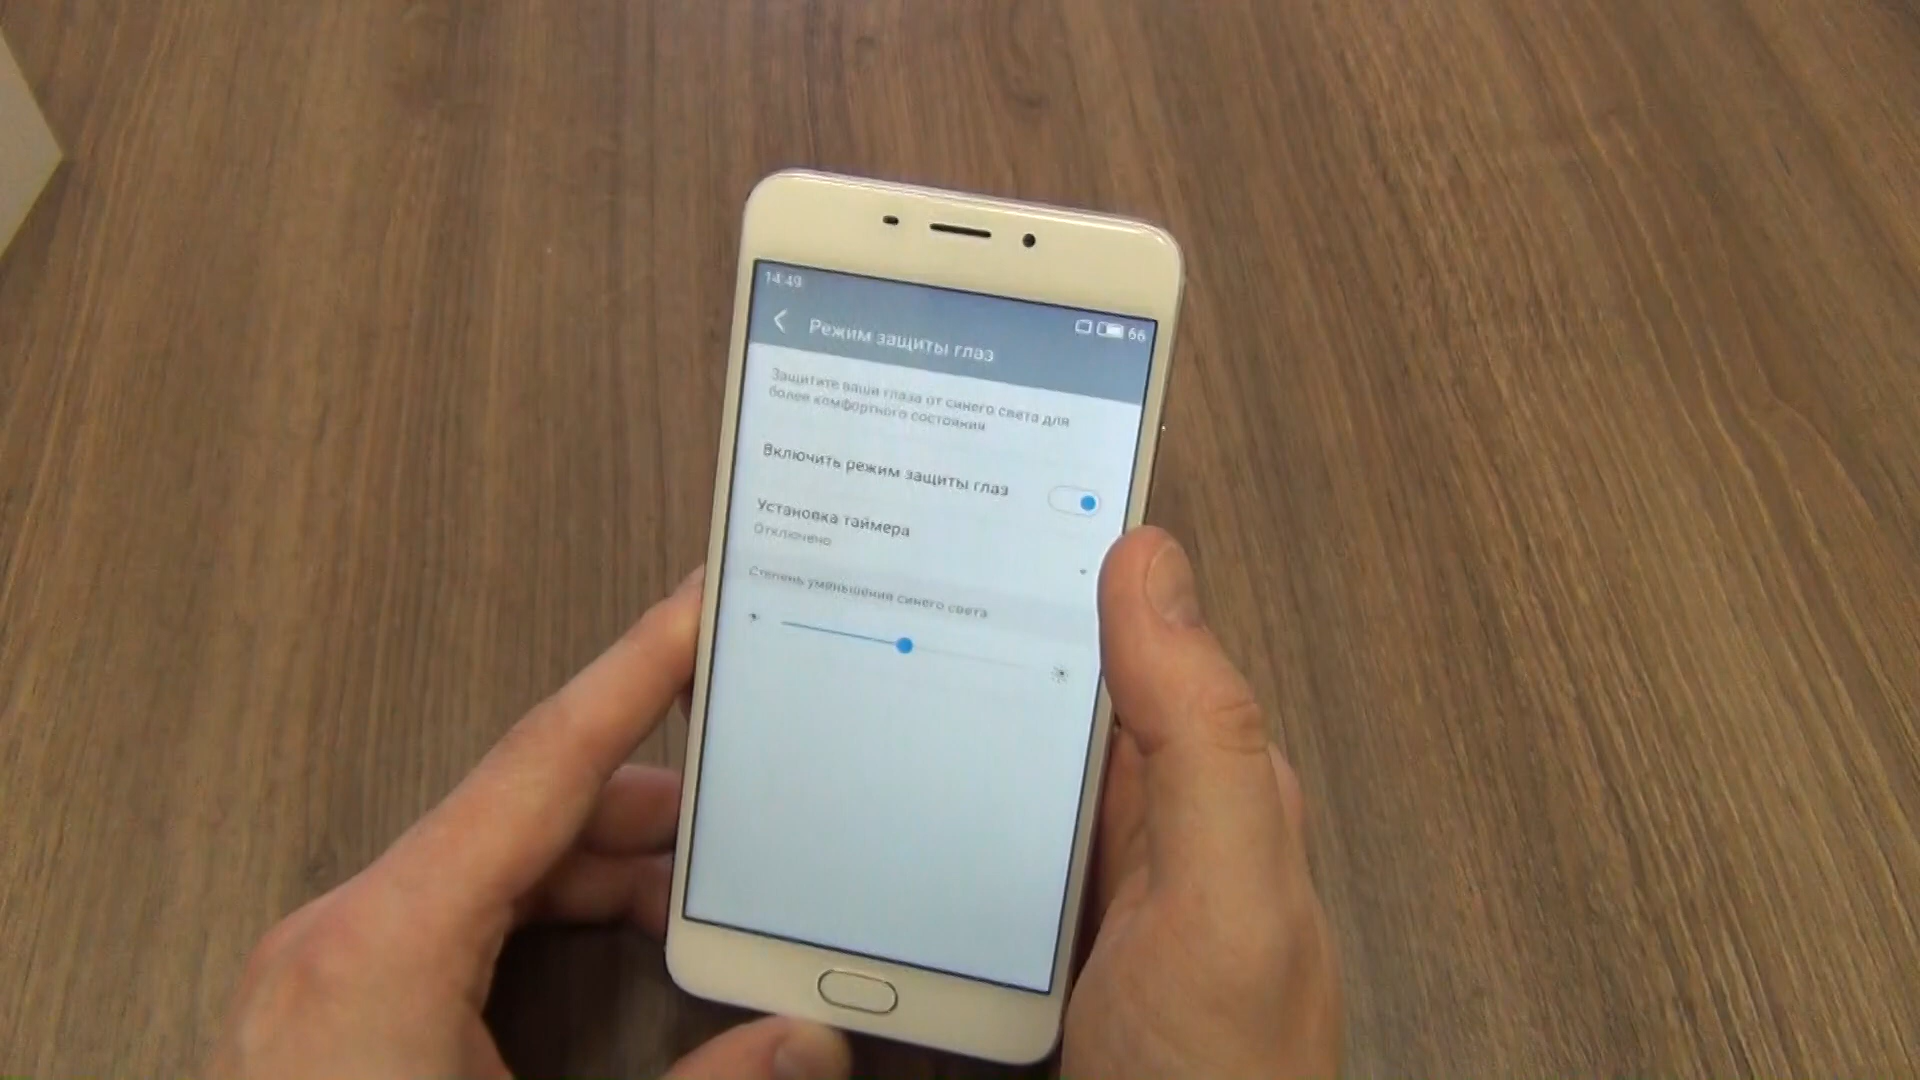 14:49
66
Режим защиты глаз
Защитите ваши глаза от синего света для
более комфортного состояния
Включить режим защиты глаз
Установка таймера
Отключено
Степень уменьшения синего света